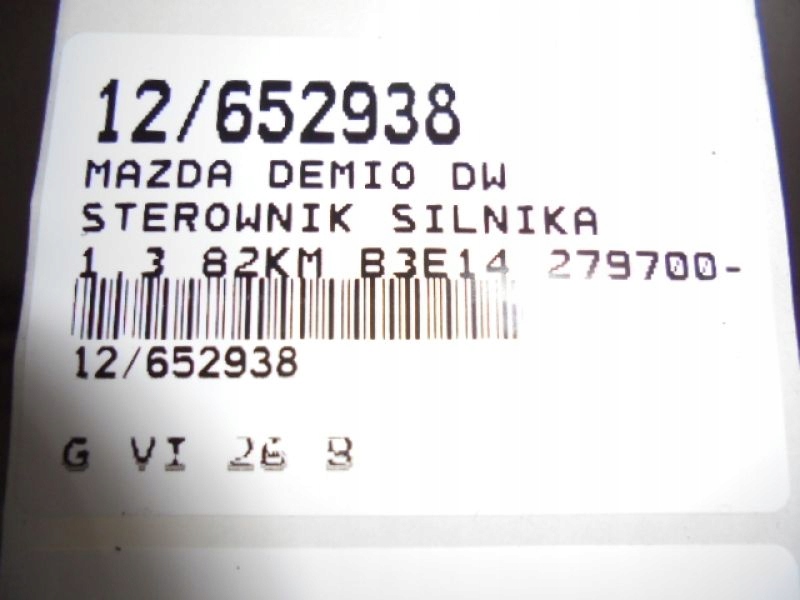 12/652938
MAZDA DEMIO DW
STEROWNIK SILNIKA
1.3 82KM B3E14 279700-
12/652938
G VI 26 B